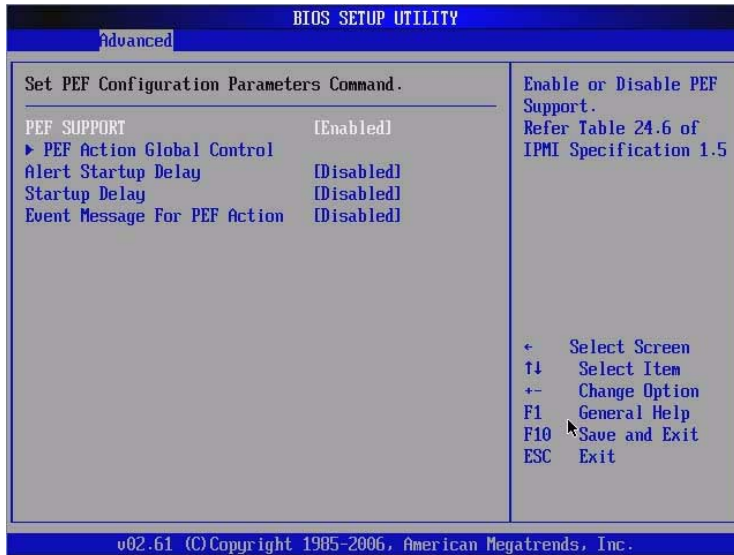 BIOS SETUP UTILITY
Advanced
Set PEF Configuration Parameters Command.
PEF SUPPORT [Enabled]
▶ PEF Action Global Control
Alert Startup Delay [Disabled]
Startup Delay [Disabled]
Event Message For PEF Action [Disabled]
Enable or Disable PEF
Support.
Refer Table 24.6 of
IPMI Specification 1.5
← Select Screen
↑↓ Select Item
+- Change Option
F1 General Help
F10 Save and Exit
ESC Exit
v02.61 (C)Copyright 1985-2006, American Megatrends, Inc.